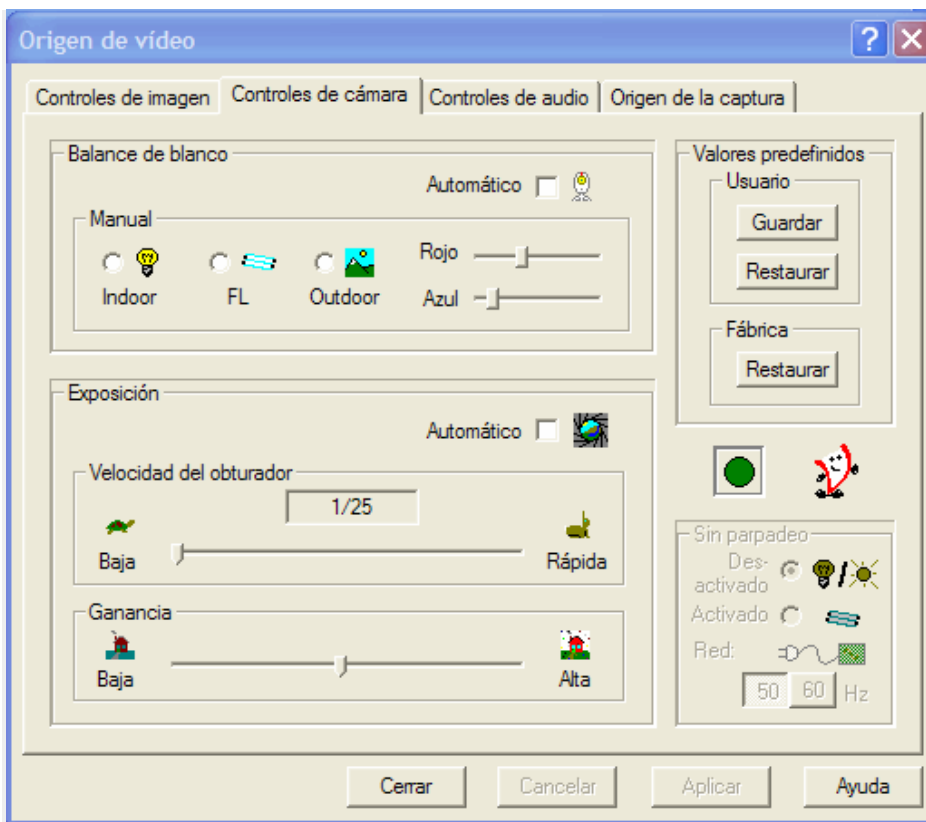 Origen de vídeo
Controles de imagen
Controles de cámara
Controles de audio
Origen de la captura
Balance de blanco
Automático
Manual
Indoor
FL
Outdoor
Rojo
Azul
Exposición
Automático
Velocidad del obturador
1/25
Baja
Rápida
Ganancia
Baja
Alta
Valores predefinidos
Usuario
Guardar
Restaurar
Fábrica
Restaurar
Sin parpadeo
Des-
activado
Activado
Red:
50 60 Hz
Cerrar
Cancelar
Aplicar
Ayuda